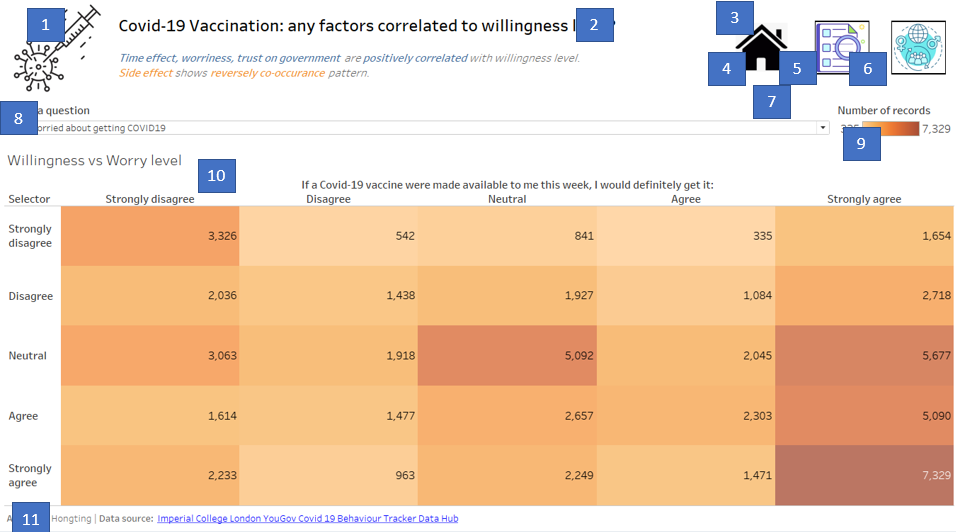 1
Covid-19 Vaccination: any factors correlated to willingness 2 ?
3
Time effect, worriness, trust on government are positively correlated with willingness level.
Side effect shows reversely co-occurance pattern.
4 5 6
7
8 a question
Number of records
orried about getting COVID19
7,329
9
Willingness vs Worry level
10
If a Covid-19 vaccine were made available to me this week, I would definitely get it:
Selector Strongly disagree Disagree Neutral Agree Strongly agree
Strongly disagree 3,326 542 841 335 1,654
Disagree 2,036 1,438 1,927 1,084 2,718
Neutral 3,063 1,918 5,092 2,045 5,677
Agree 1,614 1,477 2,657 2,303 5,090
Strongly agree 2,233 963 2,249 1,471 7,329
11 Hongting | Data source: Imperial College London YouGov Covid 19 Behaviour Tracker Data Hub